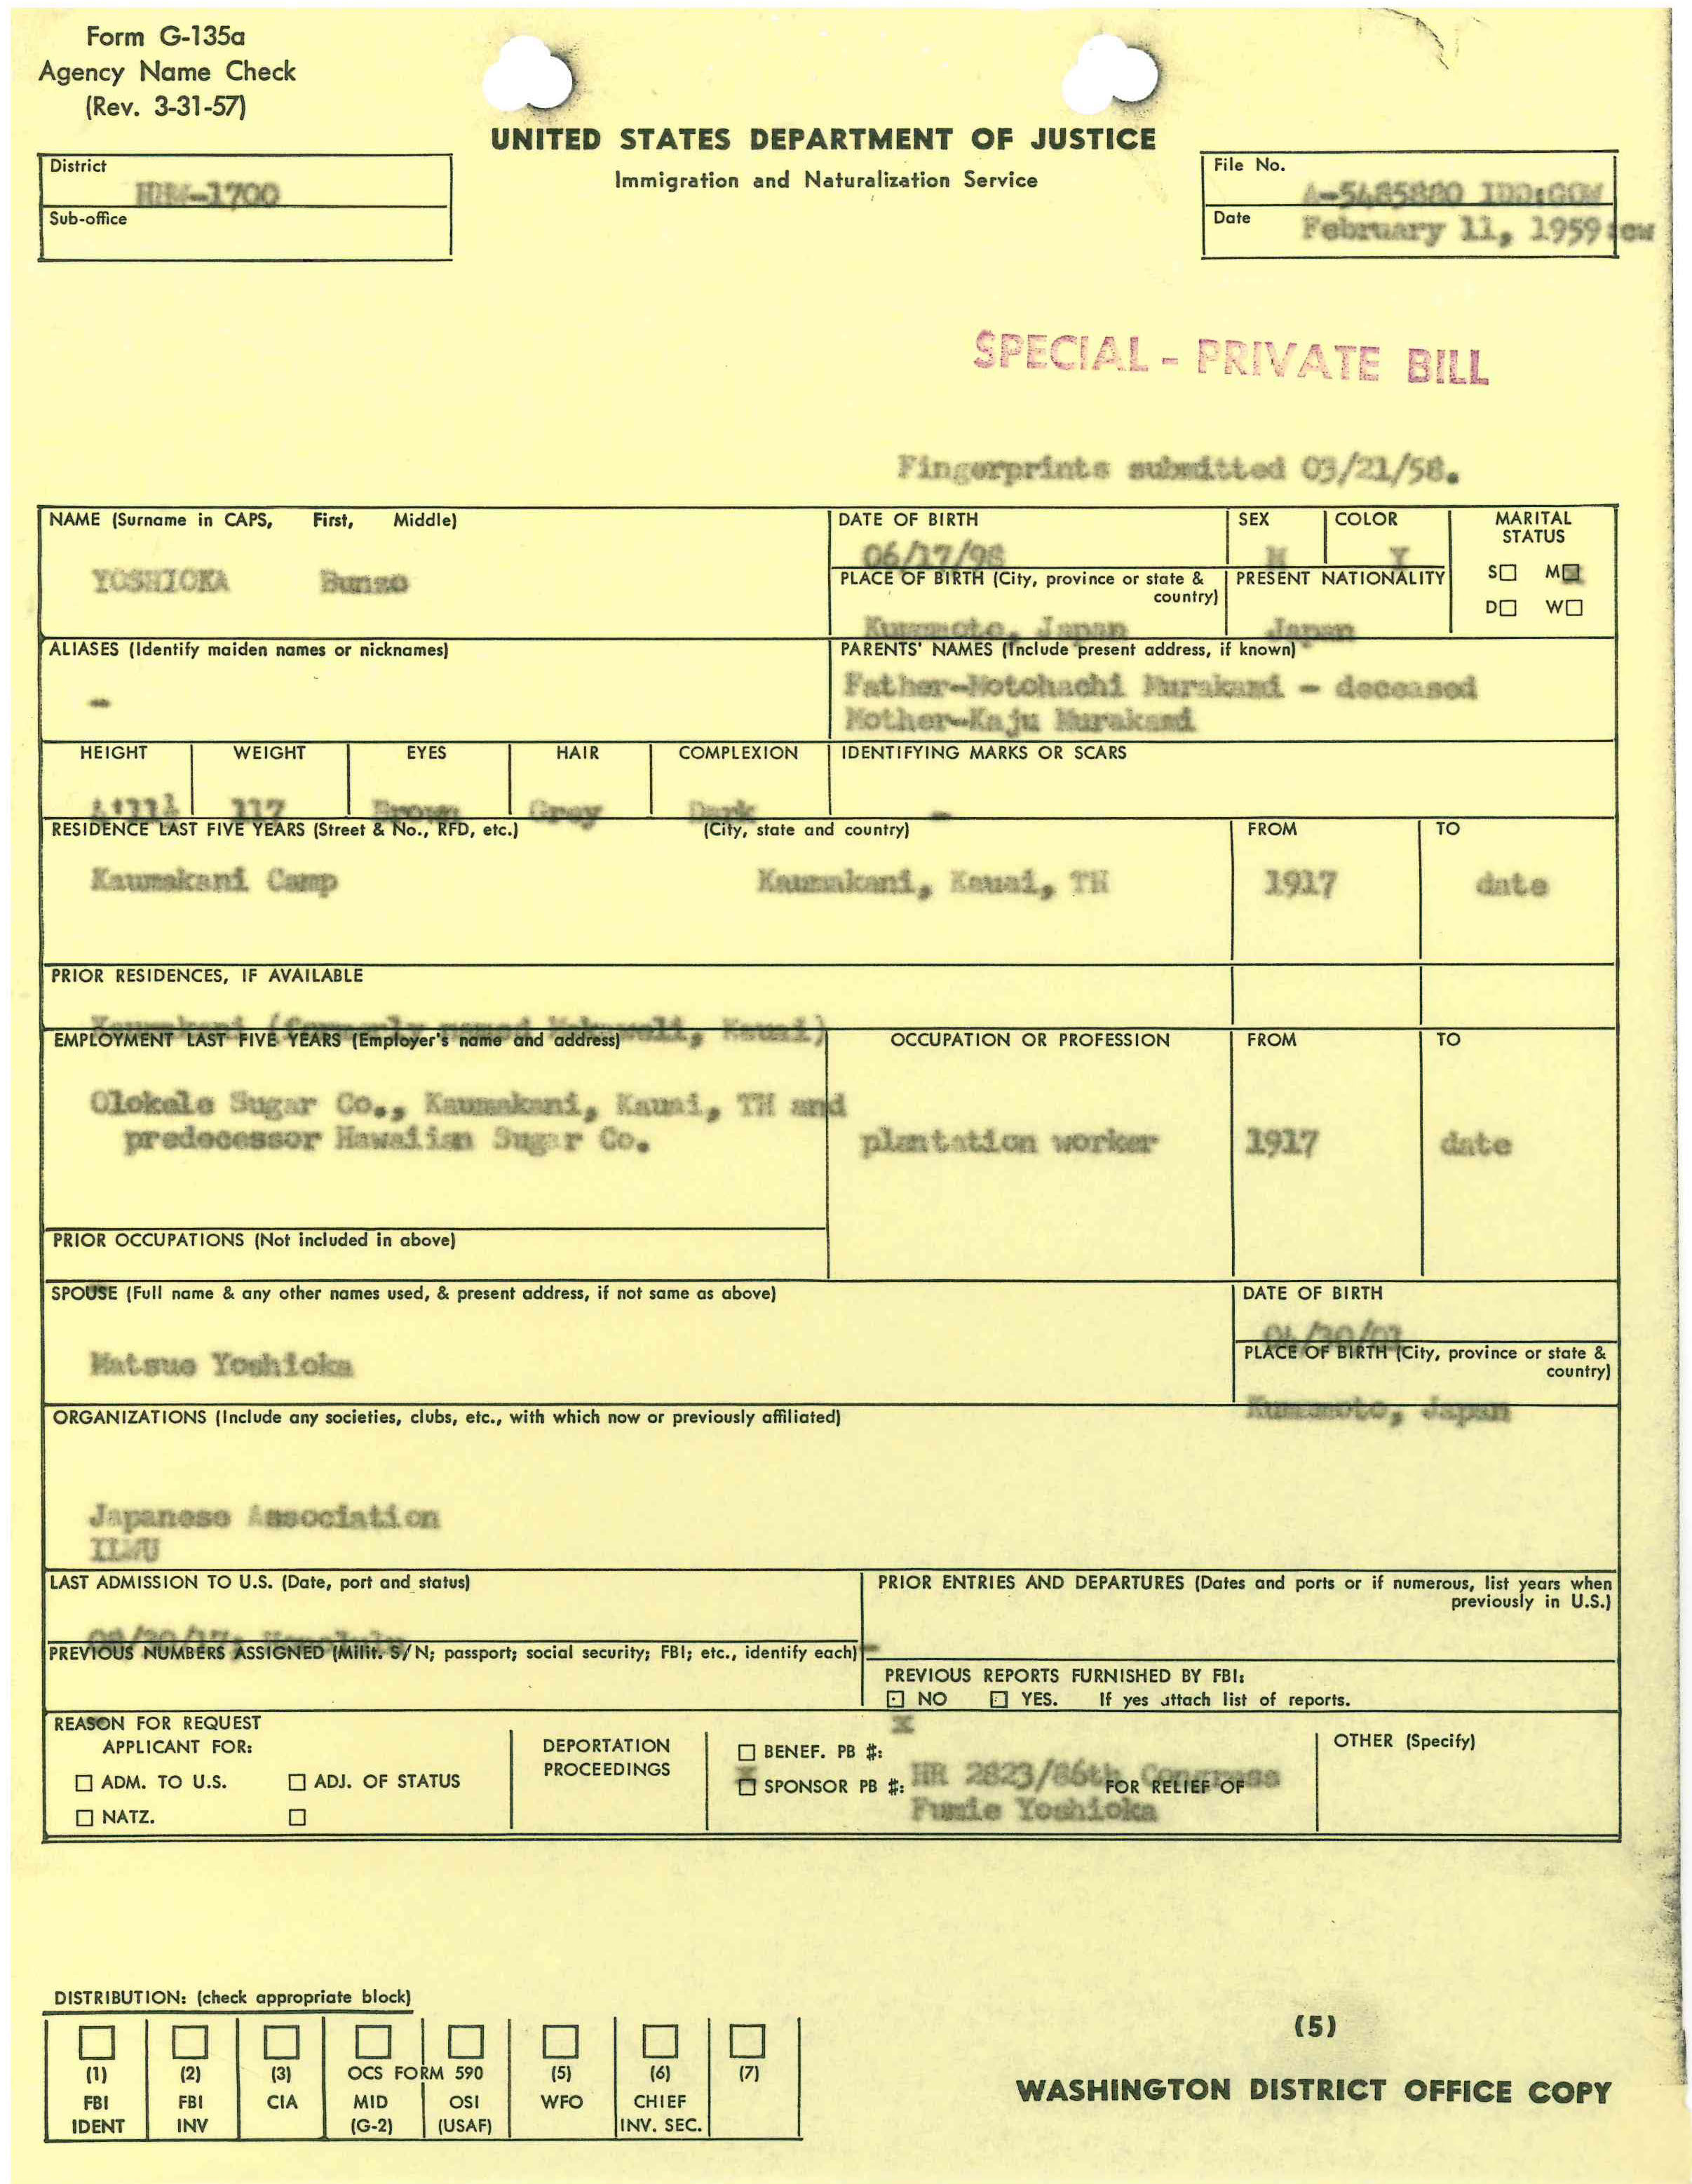 Form G-135a
Agency Name Check
(Rev. 3-31-57)
UNITED STATES DEPARTMENT OF JUSTICE
Immigration and Naturalization Service
District
HHW-1700
Sub-office
File No.
A-5485880 IDD:GOW
Date
February 11, 1959:cw
SPECIAL - PRIVATE BILL
Fingerprints submitted 03/21/58.
NAME (Surname in CAPS, First, Middle)
YOSHIOKA Bunso
DATE OF BIRTH
06/17/98
SEX
M
COLOR
Y
MARITAL STATUS
S M
D W
PLACE OF BIRTH (City, province or state & country)
Kumamoto, Japan
PRESENT NATIONALITY
Japan
ALIASES (Identify maiden names or nicknames)
-
PARENTS' NAMES (Include present address, if known)
Father-Motohachi Murakami - deceased
Mother-Kaju Murakami
HEIGHT WEIGHT EYES HAIR COMPLEXION IDENTIFYING MARKS OR SCARS
4'11½ 117 Brown Grey Dark -
RESIDENCE LAST FIVE YEARS (Street & No., RFD, etc.) (City, state and country) FROM TO
Kaumakani Camp Kaumakani, Kauai, TH 1917 date
PRIOR RESIDENCES, IF AVAILABLE
Kaumakani (formerly named Makaweli, Kauai)
EMPLOYMENT LAST FIVE YEARS (Employer's name and address) OCCUPATION OR PROFESSION FROM TO
Olokele Sugar Co., Kaumakani, Kauai, TH and
predecessor Hawaiian Sugar Co. plantation worker 1917 date
PRIOR OCCUPATIONS (Not included in above)
SPOUSE (Full name & any other names used, & present address, if not same as above)
Matsue Yoshioka
DATE OF BIRTH
04/30/03
PLACE OF BIRTH (City, province or state & country)
Kumamoto, Japan
ORGANIZATIONS (Include any societies, clubs, etc., with which now or previously affiliated)
Japanese Association
ILWU
LAST ADMISSION TO U.S. (Date, port and status)
08/20/17; Honolulu
PRIOR ENTRIES AND DEPARTURES (Dates and ports or if numerous, list years when previously in U.S.)
-
PREVIOUS NUMBERS ASSIGNED (Milit. S/N; passport; social security; FBI; etc., identify each)
PREVIOUS REPORTS FURNISHED BY FBI:
NO YES. If yes attach list of reports.
x
REASON FOR REQUEST
APPLICANT FOR:
ADM. TO U.S. ADJ. OF STATUS
NATZ.
DEPORTATION PROCEEDINGS
BENEF. PB #:
x SPONSOR PB #: HR 2823/86th Congress FOR RELIEF OF
Fumie Yoshioka
OTHER (Specify)
DISTRIBUTION: (check appropriate block)
(1) (2) (3) OCS FORM 590 (5) (6) (7)
FBI FBI CIA MID OSI WFO CHIEF
IDENT INV (G-2) (USAF) INV. SEC.
(5)
WASHINGTON DISTRICT OFFICE COPY